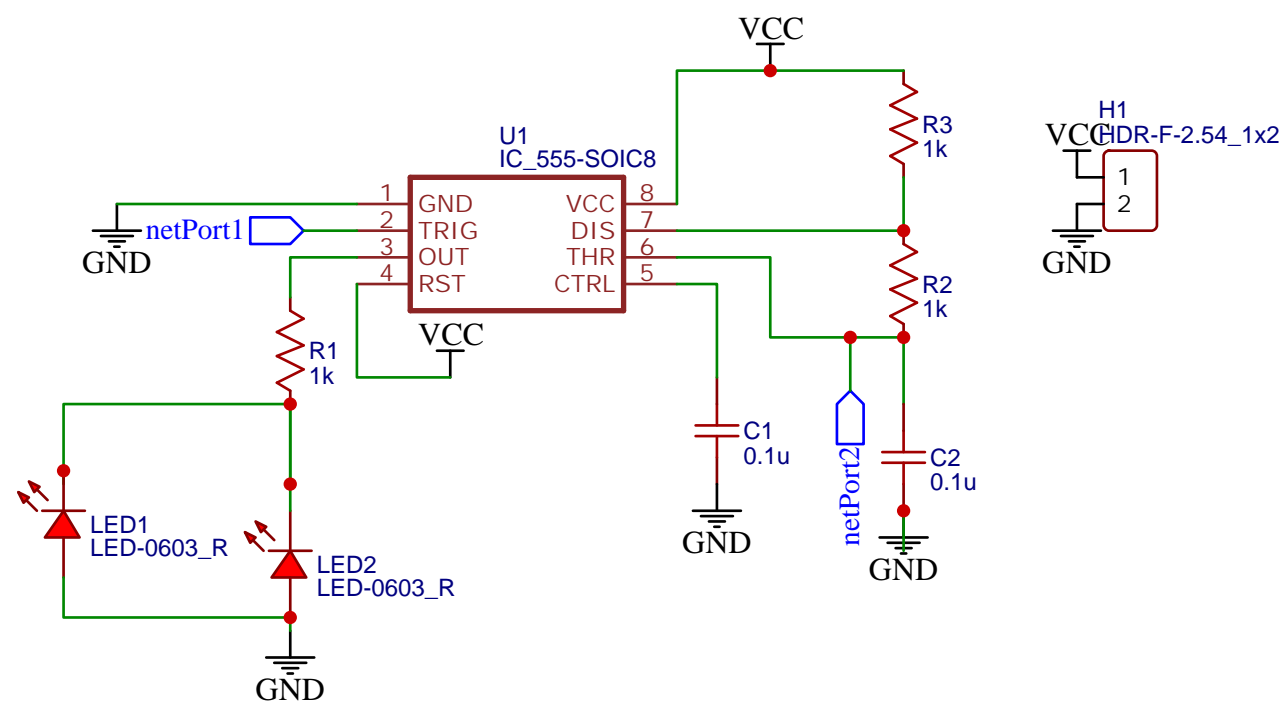 VCC
H1
HDR-F-2.54_1x2
VCC
1
2
GND
R3
1k
U1
IC_555-SOIC8
1
GND
VCC
8
2
TRIG
DIS
7
3
OUT
THR
6
4
RST
CTRL
5
netPort1
GND
R2
1k
VCC
R1
1k
C1
0.1u
GND
netPort2
C2
0.1u
GND
LED1
LED-0603_R
LED2
LED-0603_R
GND